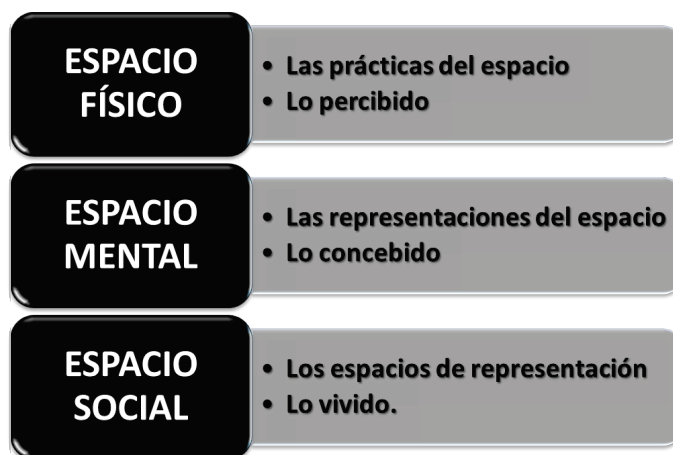 ESPACIO
FÍSICO
• Las prácticas del espacio
• Lo percibido
ESPACIO
MENTAL
• Las representaciones del espacio
• Lo concebido
ESPACIO
SOCIAL
• Los espacios de representación
• Lo vivido.